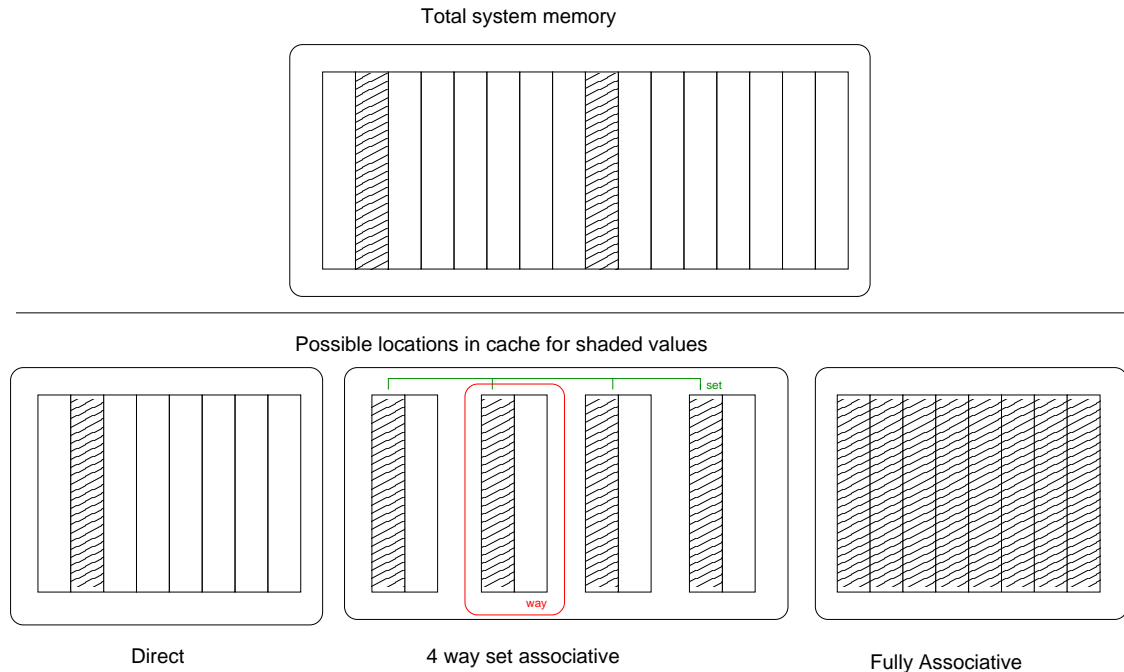 Total system memory
Possible locations in cache for shaded values
set
way
Direct
4 way set associative
Fully Associative